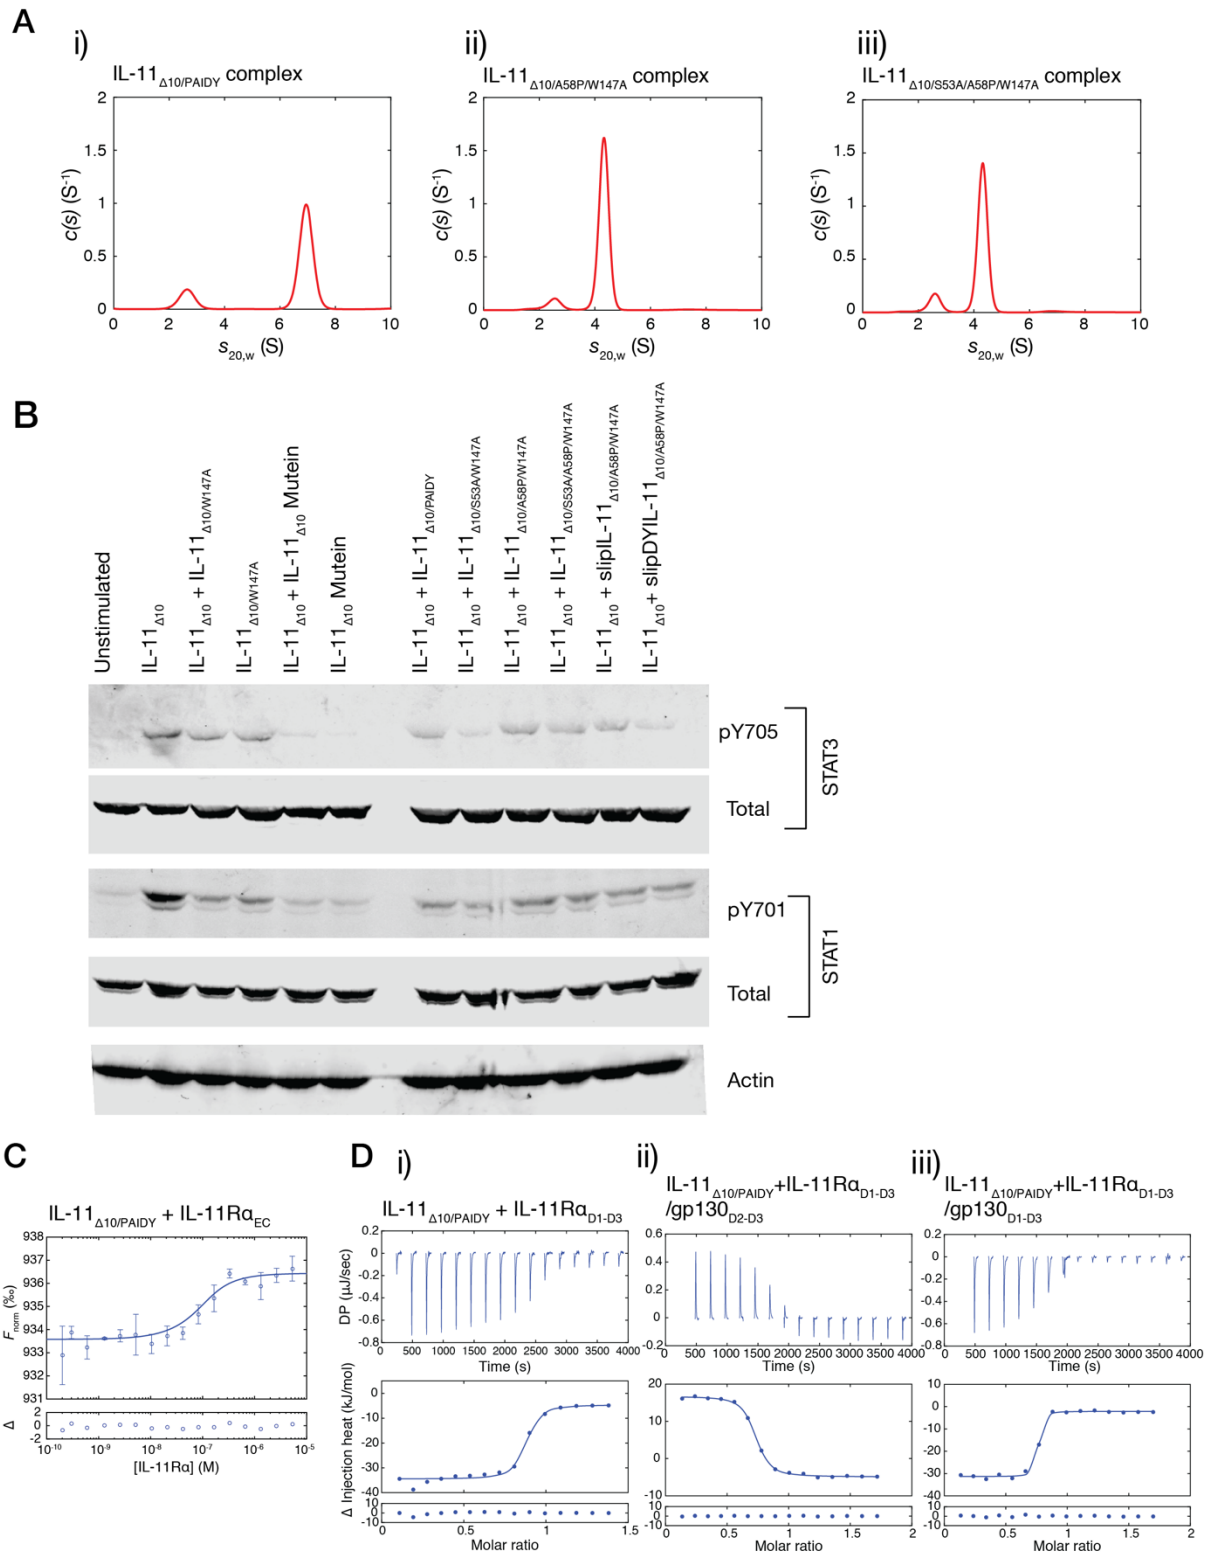 A
i)
IL-11Δ10/PAIDY complex
2
1.5
1
0.5
0
c(s) (S-1)
0 2 4 6 8 10
s20,w (S)
ii)
IL-11Δ10/A58P/W147A complex
2
1.5
1
0.5
0
c(s) (S-1)
0 2 4 6 8 10
s20,w (S)
iii)
IL-11Δ10/S53A/A58P/W147A complex
2
1.5
1
0.5
0
c(s) (S-1)
0 2 4 6 8 10
s20,w (S)
B
Unstimulated
IL-11Δ10
IL-11Δ10 + IL-11Δ10/W147A
IL-11Δ10/W147A
IL-11Δ10 + IL-11Δ10 Mutein
IL-11Δ10 Mutein
IL-11Δ10 + IL-11Δ10/PAIDY
IL-11Δ10 + IL-11Δ10/S53A/W147A
IL-11Δ10 + IL-11Δ10/A58P/W147A
IL-11Δ10 + IL-11Δ10/S53A/A58P/W147A
IL-11Δ10 + slipIL-11Δ10/A58P/W147A
IL-11Δ10+ slipDYIL-11Δ10/A58P/W147A
pY705
Total
STAT3
pY701
Total
STAT1
Actin
C
IL-11Δ10/PAIDY + IL-11RαEC
938
937
936
935
934
933
932
931
Fnorm (‰)
2
0
-2
Δ
10-10 10-9 10-8 10-7 10-6 10-5
[IL-11Rα] (M)
D
i)
IL-11Δ10/PAIDY + IL-11RαD1-D3
0.2
0
-0.2
-0.4
-0.6
-0.8
DP (μJ/sec)
0 500 1000 1500 2000 2500 3000 3500 4000
Time (s)
0
-10
-20
-30
-40
Injection heat (kJ/mol)
10
0
-10
Δ
0 0.5 1 1.5
Molar ratio
ii)
IL-11Δ10/PAIDY+IL-11RαD1-D3
/gp130D2-D3
0.6
0.4
0.2
0
-0.2
0 500 1000 1500 2000 2500 3000 3500 4000
Time (s)
20
10
0
-10
10
0
-10
0 0.5 1 1.5 2
Molar ratio
iii)
IL-11Δ10/PAIDY+IL-11RαD1-D3
/gp130D1-D3
0.2
0
-0.2
-0.4
-0.6
-0.8
0 500 1000 1500 2000 2500 3000 3500 4000
Time (s)
10
0
-10
-20
-30
-40
10
0
-10
0 0.5 1 1.5 2
Molar ratio